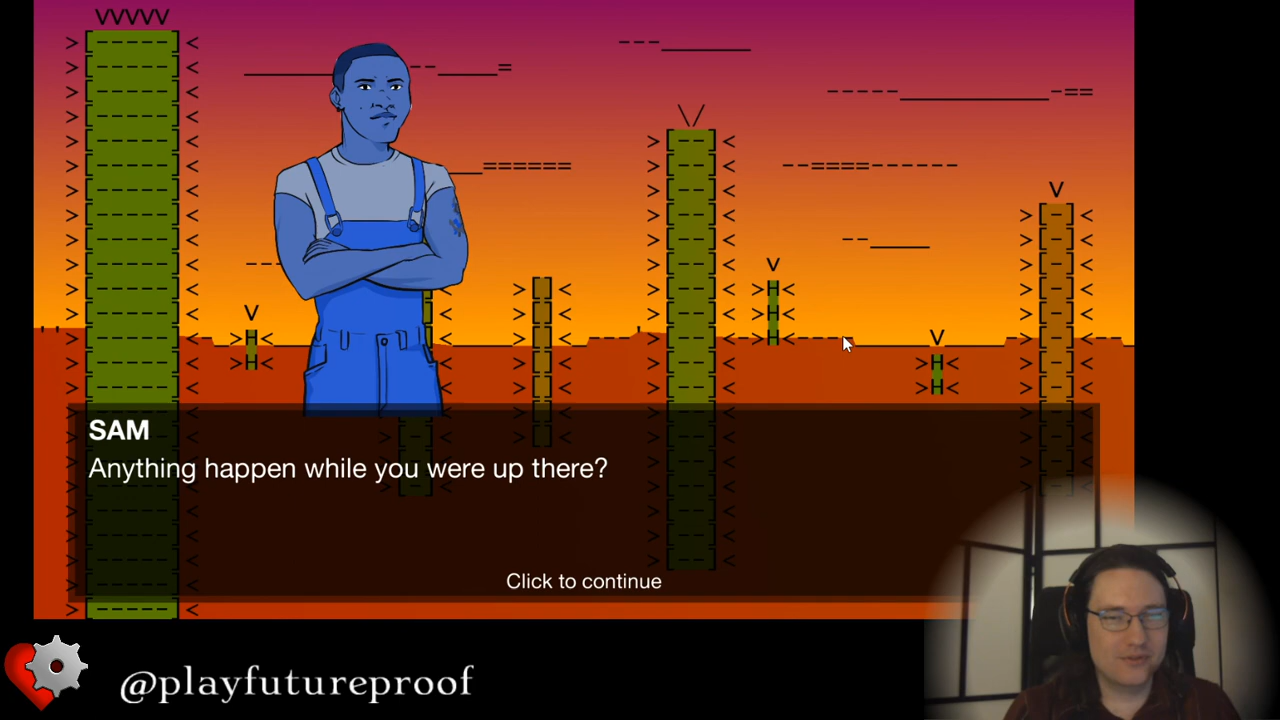 SAM
Anything happen while you were up there?
Click to continue
@playfutureproof